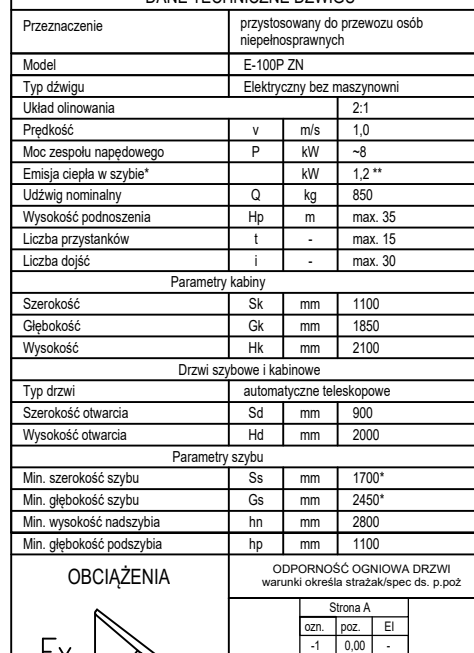 DANE TECHNICZNE DŹWIGU
Przeznaczenie przystosowany do przewozu osób
niepełnosprawnych
Model E-100P ZN
Typ dźwigu Elektryczny bez maszynowni
Układ olinowania 2:1
Prędkość v m/s 1,0
Moc zespołu napędowego P kW ~8
Emisja ciepła w szybie* kW 1,2 **
Udźwig nominalny Q kg 850
Wysokość podnoszenia Hp m max. 35
Liczba przystanków t - max. 15
Liczba dojść i - max. 30
Parametry kabiny
Szerokość Sk mm 1100
Głębokość Gk mm 1850
Wysokość Hk mm 2100
Drzwi szybowe i kabinowe
Typ drzwi automatyczne teleskopowe
Szerokość otwarcia Sd mm 900
Wysokość otwarcia Hd mm 2000
Parametry szybu
Min. szerokość szybu Ss mm 1700*
Min. głębokość szybu Gs mm 2450*
Min. wysokość nadszybia hn mm 2800
Min. głębokość podszybia hp mm 1100
OBCIĄŻENIA
ODPORNOŚĆ OGNIOWA DRZWI
warunki określa strażak/spec ds. p.poż
Strona A
ozn. poz. EI
-1 0,00 -
Fx